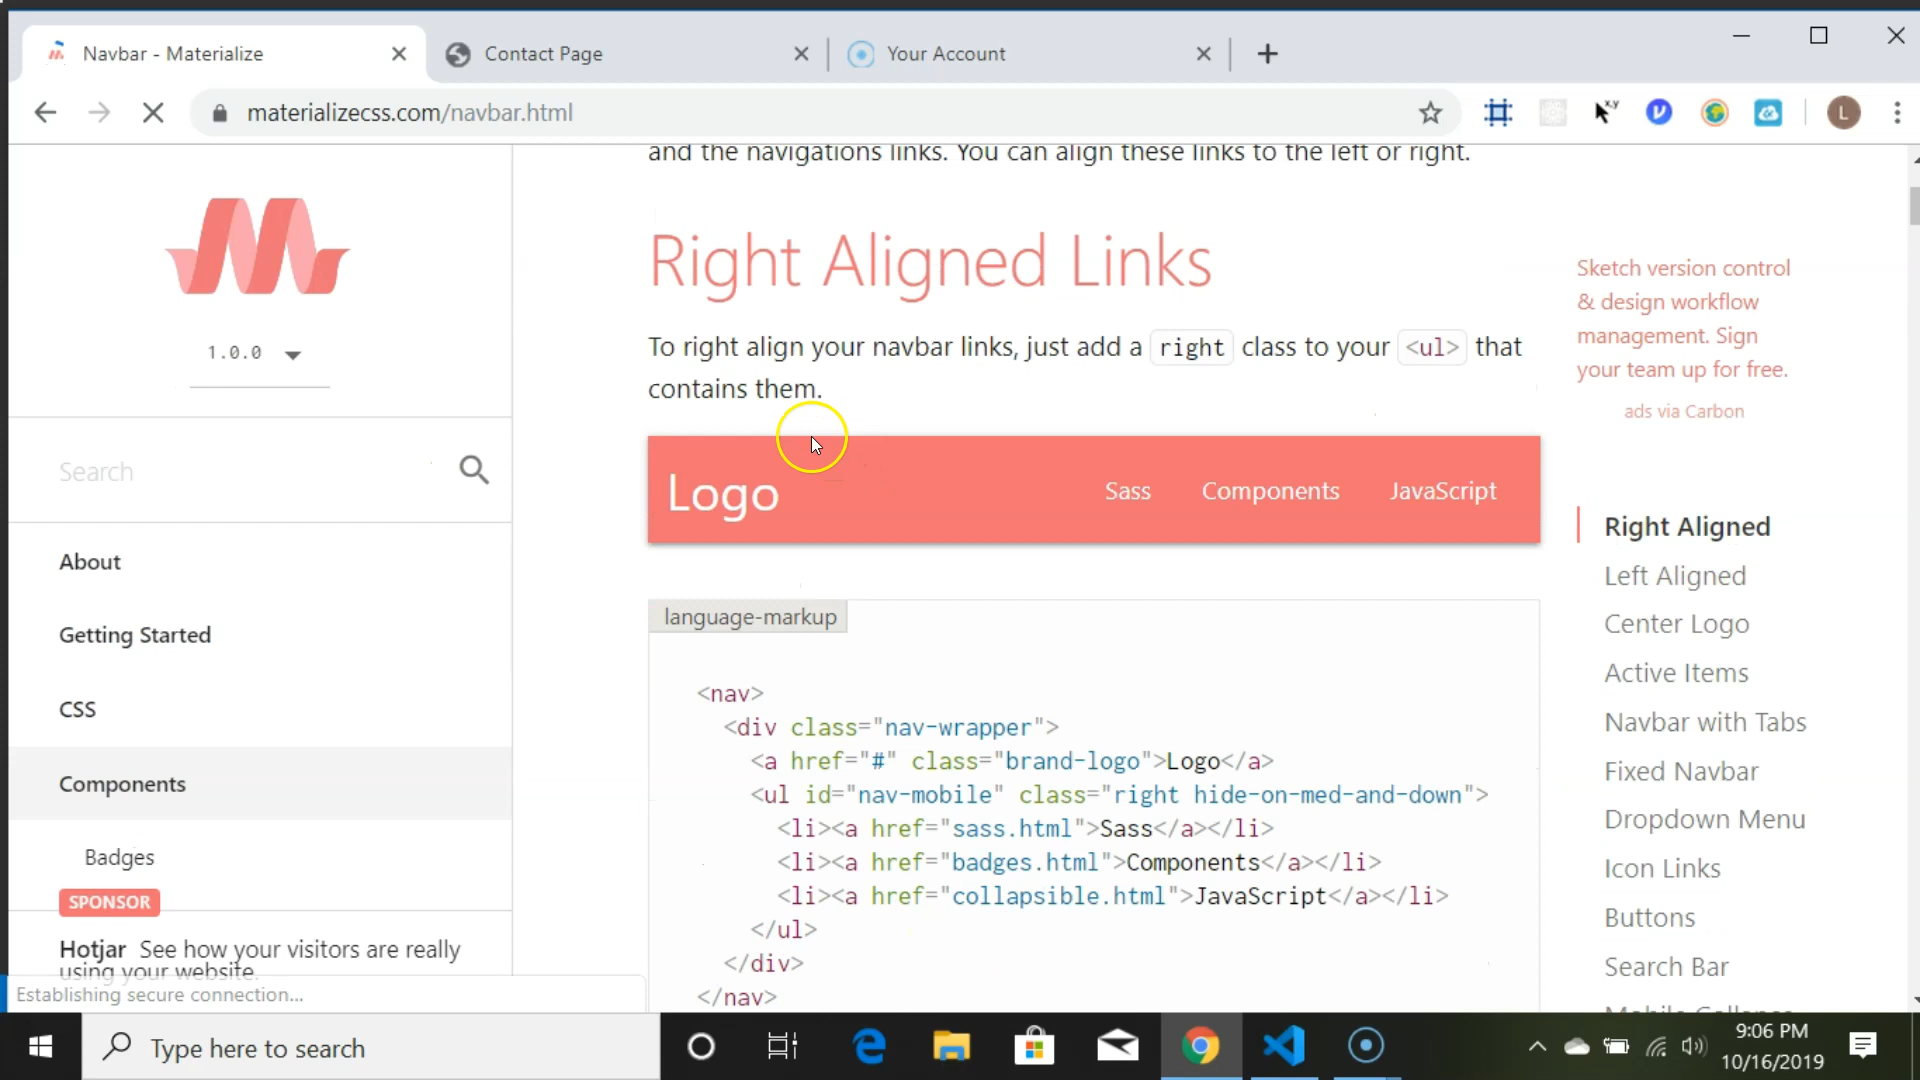 Navbar - Materialize
Contact Page
Your Account
materializecss.com/navbar.html
L
1.0.0
Search
About
Getting Started
CSS
Components
Badges
SPONSOR
Hotjar See how your visitors are really
using your website.
Establishing secure connection...
and the navigations links. You can align these links to the left or right.
Right Aligned Links
To right align your navbar links, just add a right class to your <ul> that
contains them.
Logo Sass Components JavaScript
language-markup
<nav>
<div class="nav-wrapper">
<a href="#" class="brand-logo">Logo</a>
<ul id="nav-mobile" class="right hide-on-med-and-down">
<li><a href="sass.html">Sass</a></li>
<li><a href="badges.html">Components</a></li>
<li><a href="collapsible.html">JavaScript</a></li>
</ul>
</div>
</nav>
Sketch version control
& design workflow
management. Sign
your team up for free.
ads via Carbon
Right Aligned
Left Aligned
Center Logo
Active Items
Navbar with Tabs
Fixed Navbar
Dropdown Menu
Icon Links
Buttons
Search Bar
Type here to search
9:06 PM
10/16/2019